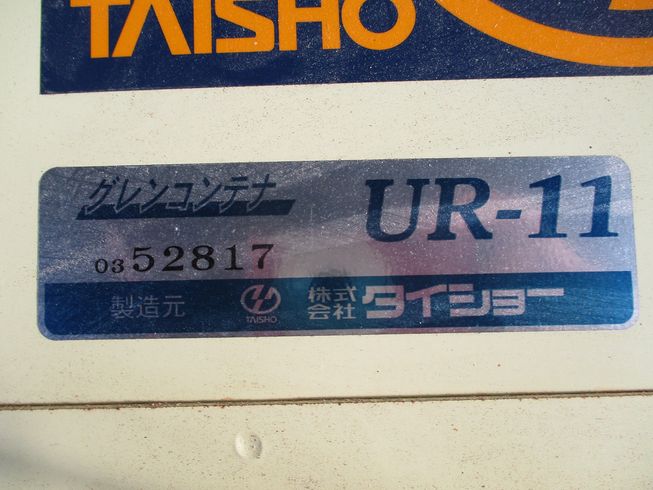 TAISHO
グレンコンテナ
UR-11
03 52817
製造元
TAISHO
株式会社
タイショー